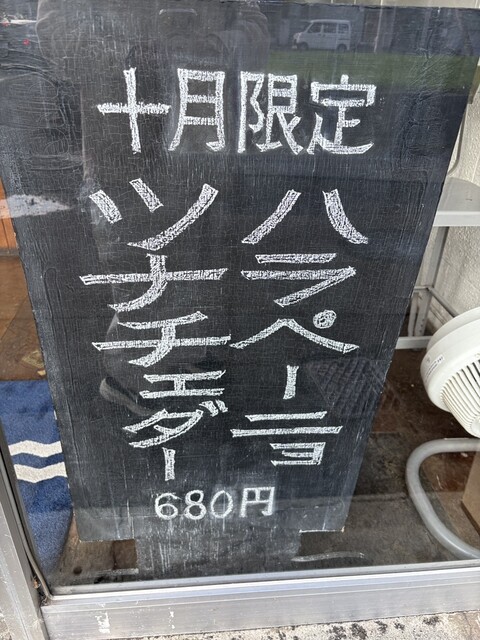 十月限定
ハラペーニョ
ツナチェダー
680円